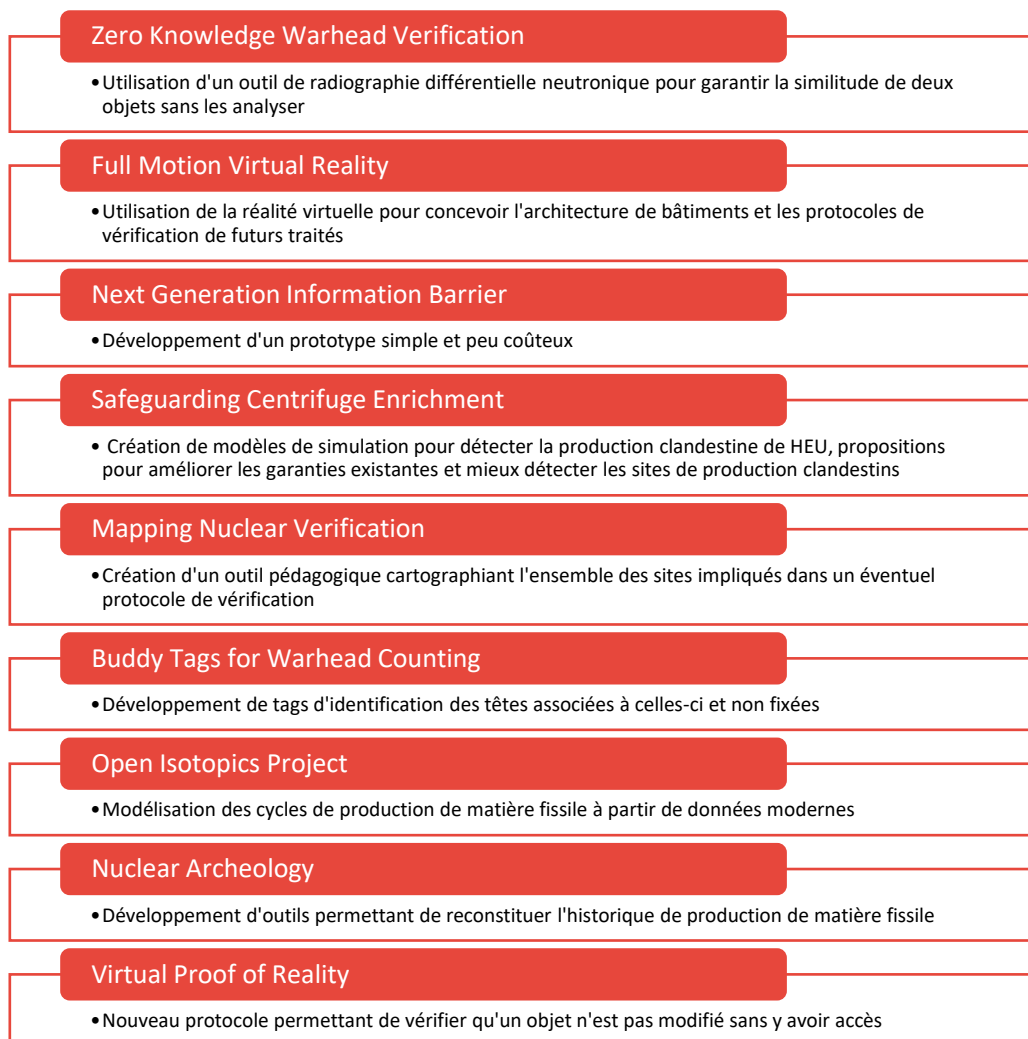 Zero Knowledge Warhead Verification
•Utilisation d'un outil de radiographie différentielle neutronique pour garantir la similitude de deux
objets sans les analyser
Full Motion Virtual Reality
•Utilisation de la réalité virtuelle pour concevoir l'architecture de bâtiments et les protocoles de
vérification de futurs traités
Next Generation Information Barrier
•Développement d'un prototype simple et peu coûteux
Safeguarding Centrifuge Enrichment
• Création de modèles de simulation pour détecter la production clandestine de HEU, propositions
pour améliorer les garanties existantes et mieux détecter les sites de production clandestins
Mapping Nuclear Verification
•Création d'un outil pédagogique cartographiant l'ensemble des sites impliqués dans un éventuel
protocole de vérification
Buddy Tags for Warhead Counting
•Développement de tags d'identification des têtes associées à celles-ci et non fixées
Open Isotopics Project
•Modélisation des cycles de production de matière fissile à partir de données modernes
Nuclear Archeology
•Développement d'outils permettant de reconstituer l'historique de production de matière fissile
Virtual Proof of Reality
•Nouveau protocole permettant de vérifier qu'un objet n'est pas modifié sans y avoir accès